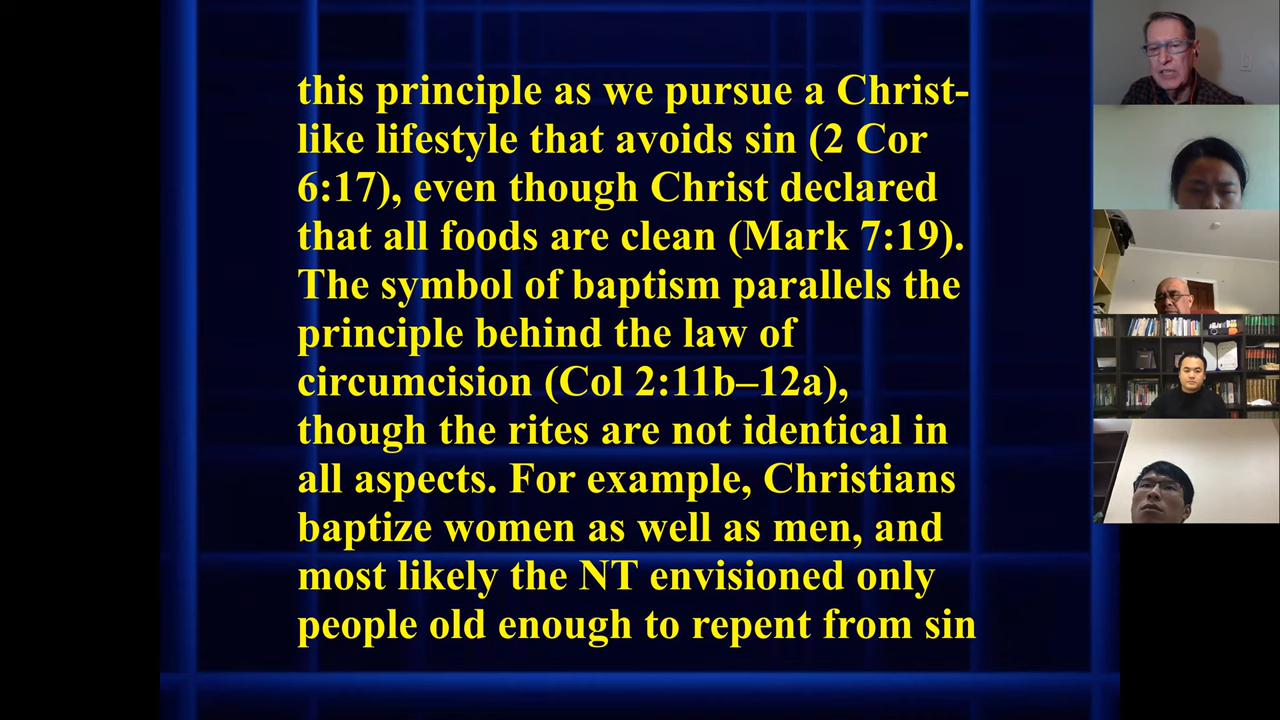 this principle as we pursue a Christ-
like lifestyle that avoids sin (2 Cor
6:17), even though Christ declared
that all foods are clean (Mark 7:19).
The symbol of baptism parallels the
principle behind the law of
circumcision (Col 2:11b–12a),
though the rites are not identical in
all aspects. For example, Christians
baptize women as well as men, and
most likely the NT envisioned only
people old enough to repent from sin